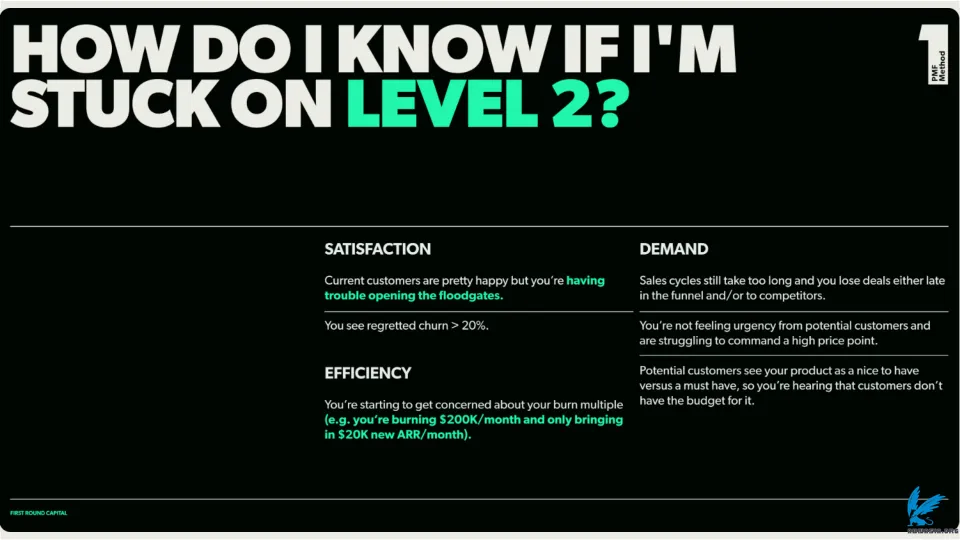 HOW DO I KNOW IF I'M
STUCK ON LEVEL 2?
1
PMF
Method
SATISFACTION
Current customers are pretty happy but you’re having
trouble opening the floodgates.
You see regretted churn > 20%.
EFFICIENCY
You’re starting to get concerned about your burn multiple
(e.g. you’re burning $200K/month and only bringing
in $20K new ARR/month).
DEMAND
Sales cycles still take too long and you lose deals either late
in the funnel and/or to competitors.
You’re not feeling urgency from potential customers and
are struggling to command a high price point.
Potential customers see your product as a nice to have
versus a must have, so you’re hearing that customers don’t
have the budget for it.
FIRST ROUND CAPITAL